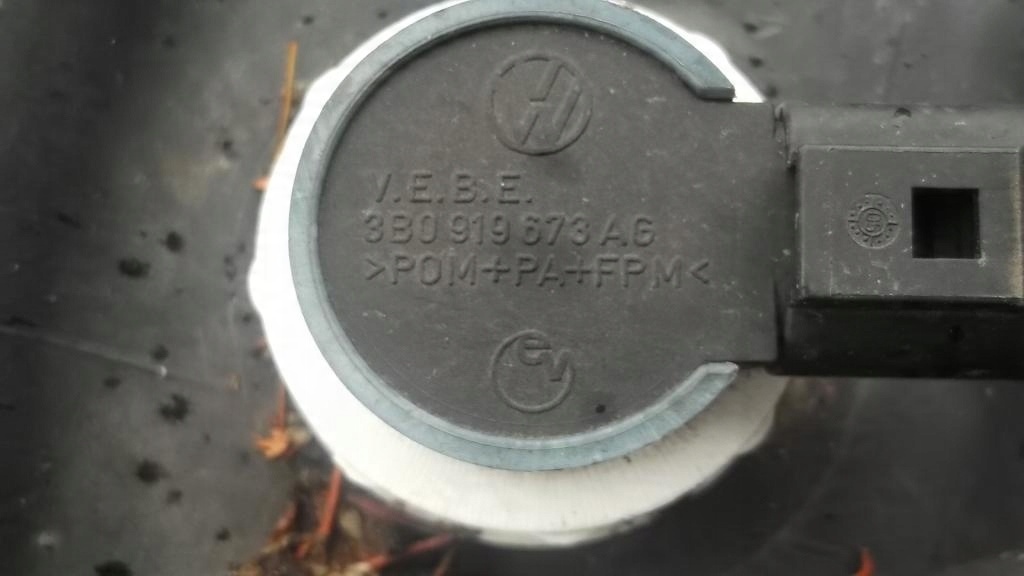 V.E.B.E.
3B0 919 673 AG
>POM+PA+FPM<